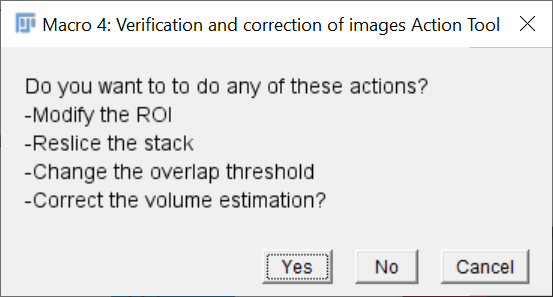 Macro 4: Verification and correction of images Action Tool
Do you want to to do any of these actions?
-Modify the ROI
-Reslice the stack
-Change the overlap threshold
-Correct the volume estimation?
Yes No Cancel